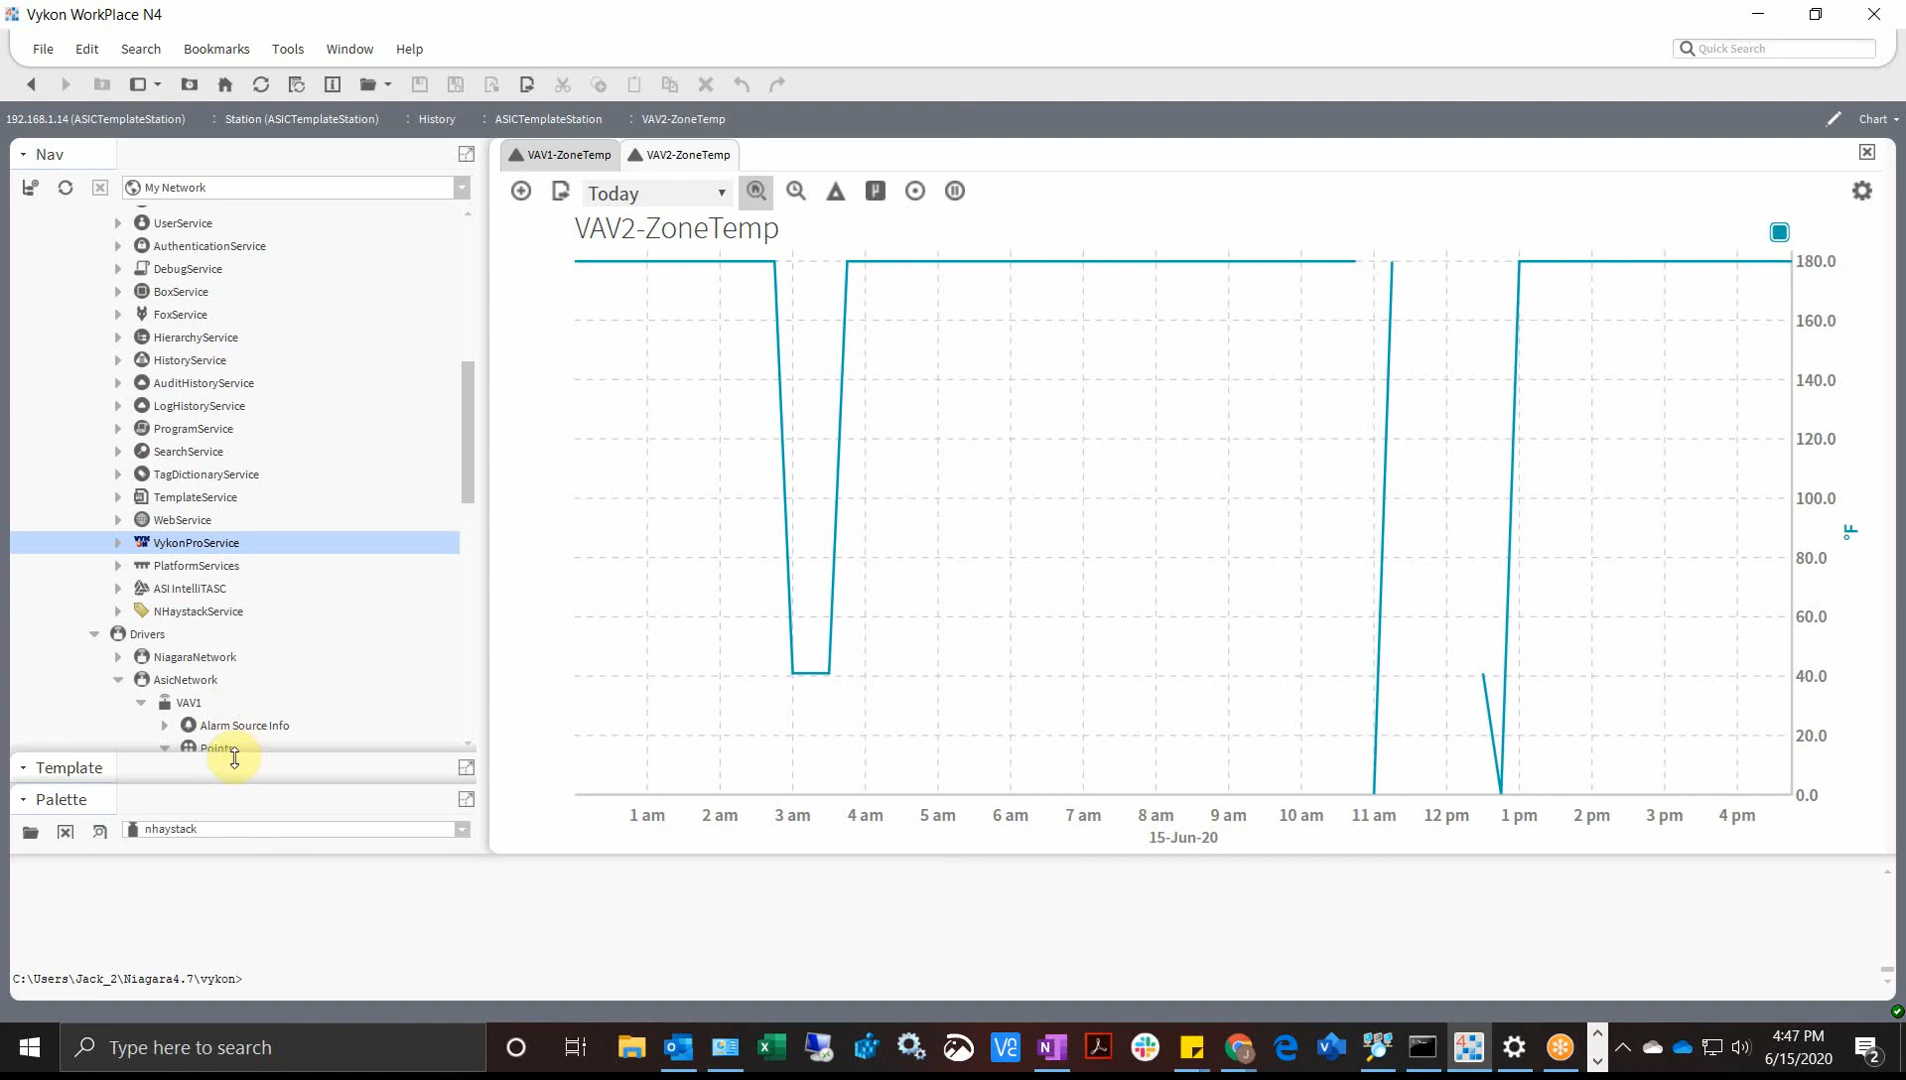 Vykon WorkPlace N4
File Edit Search Bookmarks Tools Window Help
Quick Search
192.168.1.14 (ASICTemplateStation) : Station (ASICTemplateStation) : History : ASICTemplateStation : VAV2-ZoneTemp
Chart
Nav
My Network
UserService
AuthenticationService
DebugService
BoxService
FoxService
HierarchyService
HistoryService
AuditHistoryService
LogHistoryService
ProgramService
SearchService
TagDictionaryService
TemplateService
WebService
VykonProService
PlatformServices
ASI IntelliTASC
NHaystackService
Drivers
NiagaraNetwork
AsicNetwork
VAV1
Alarm Source Info
Points
Template
Palette
nhaystack
VAV1-ZoneTemp VAV2-ZoneTemp
Today
VAV2-ZoneTemp
180.0
160.0
140.0
120.0
100.0
80.0
60.0
40.0
20.0
0.0
°F
1 am 2 am 3 am 4 am 5 am 6 am 7 am 8 am 9 am 10 am 11 am 12 pm 1 pm 2 pm 3 pm 4 pm
15-Jun-20
C:\Users\Jack_2\Niagara4.7\vykon>
Type here to search
4:47 PM
6/15/2020
2